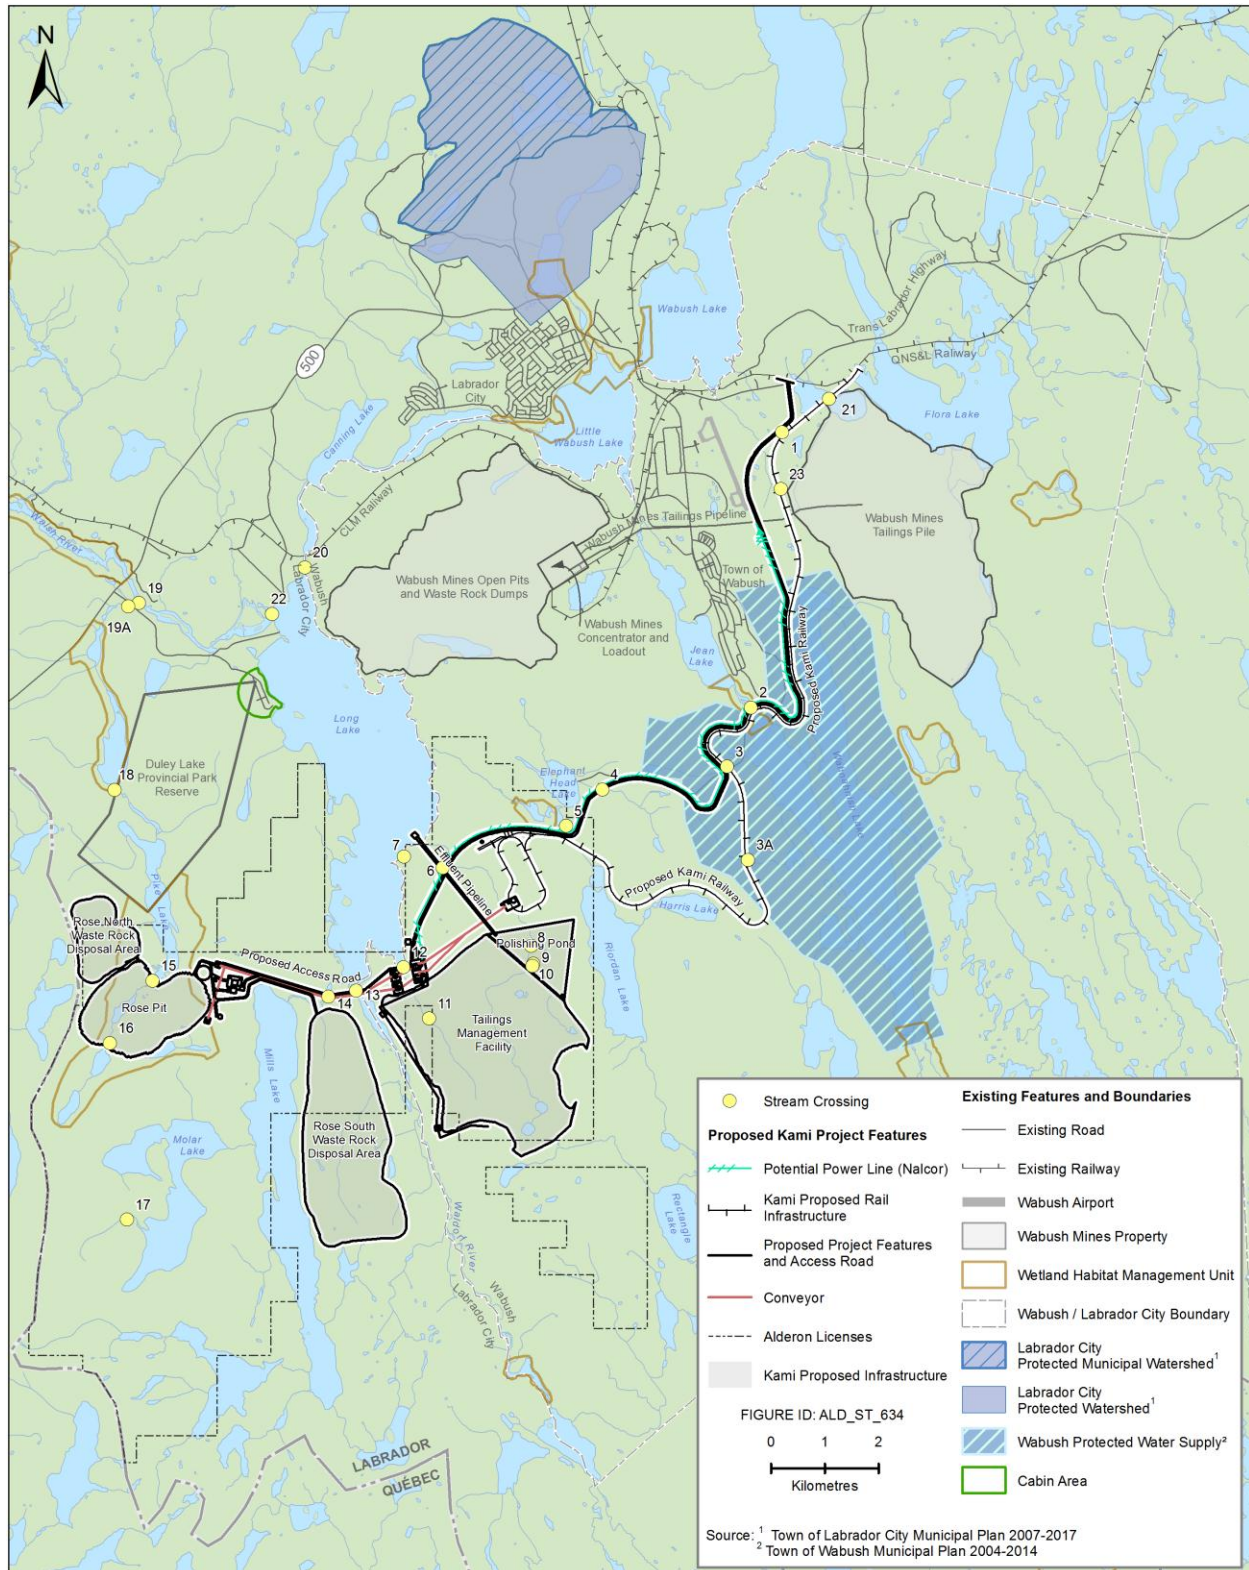 N
Wabush Lake
Trans Labrador Highway
QNS&L Raliway
500
Labrador
City
Canning Lake
Little
Wabush Lake
Flora Lake
21
1
23
CLM Raliway
Wabush Mines Tailings Pipeline
Wabush Mines
Tailings Pile
Walsh River
20
Wabush
Labrador City
Wabush Mines Open Pits
and Waste Rock Dumps
Town of
Wabush
19
19A
22
Wabush Mines
Concentrator and
Loadout
Jean
Lake
Proposed Kami Railway
2
Long
Lake
Duley Lake
Provincial Park
Reserve
18
3
Elephant
Head
Lake
4
5
7
6
3A
Effluent Pipeline
Proposed Kami Railway
Harris Lake
Pike Lake
Rose North
Waste Rock
Disposal Area
Proposed Access Road
12
Polishing Pond
8
9
10
Riordan Lake
15
Rose Pit
14
13
11
Tailings
Management
Facility
16
Mills Lake
Rose South
Waste Rock
Disposal Area
Molar
Lake
17
Waldorf River
Rectangle
Lake
Wabush
Labrador City
LABRADOR
QUÉBEC
Stream Crossing
Proposed Kami Project Features
Potential Power Line (Nalcor)
Kami Proposed Rail
Infrastructure
Proposed Project Features
and Access Road
Conveyor
Alderon Licenses
Kami Proposed Infrastructure
FIGURE ID: ALD_ST_634
0 1 2
Kilometres
Existing Features and Boundaries
Existing Road
Existing Railway
Wabush Airport
Wabush Mines Property
Wetland Habitat Management Unit
Wabush / Labrador City Boundary
Labrador City
Protected Municipal Watershed¹
Labrador City
Protected Watershed¹
Wabush Protected Water Supply²
Cabin Area
Source: ¹ Town of Labrador City Municipal Plan 2007-2017
² Town of Wabush Municipal Plan 2004-2014